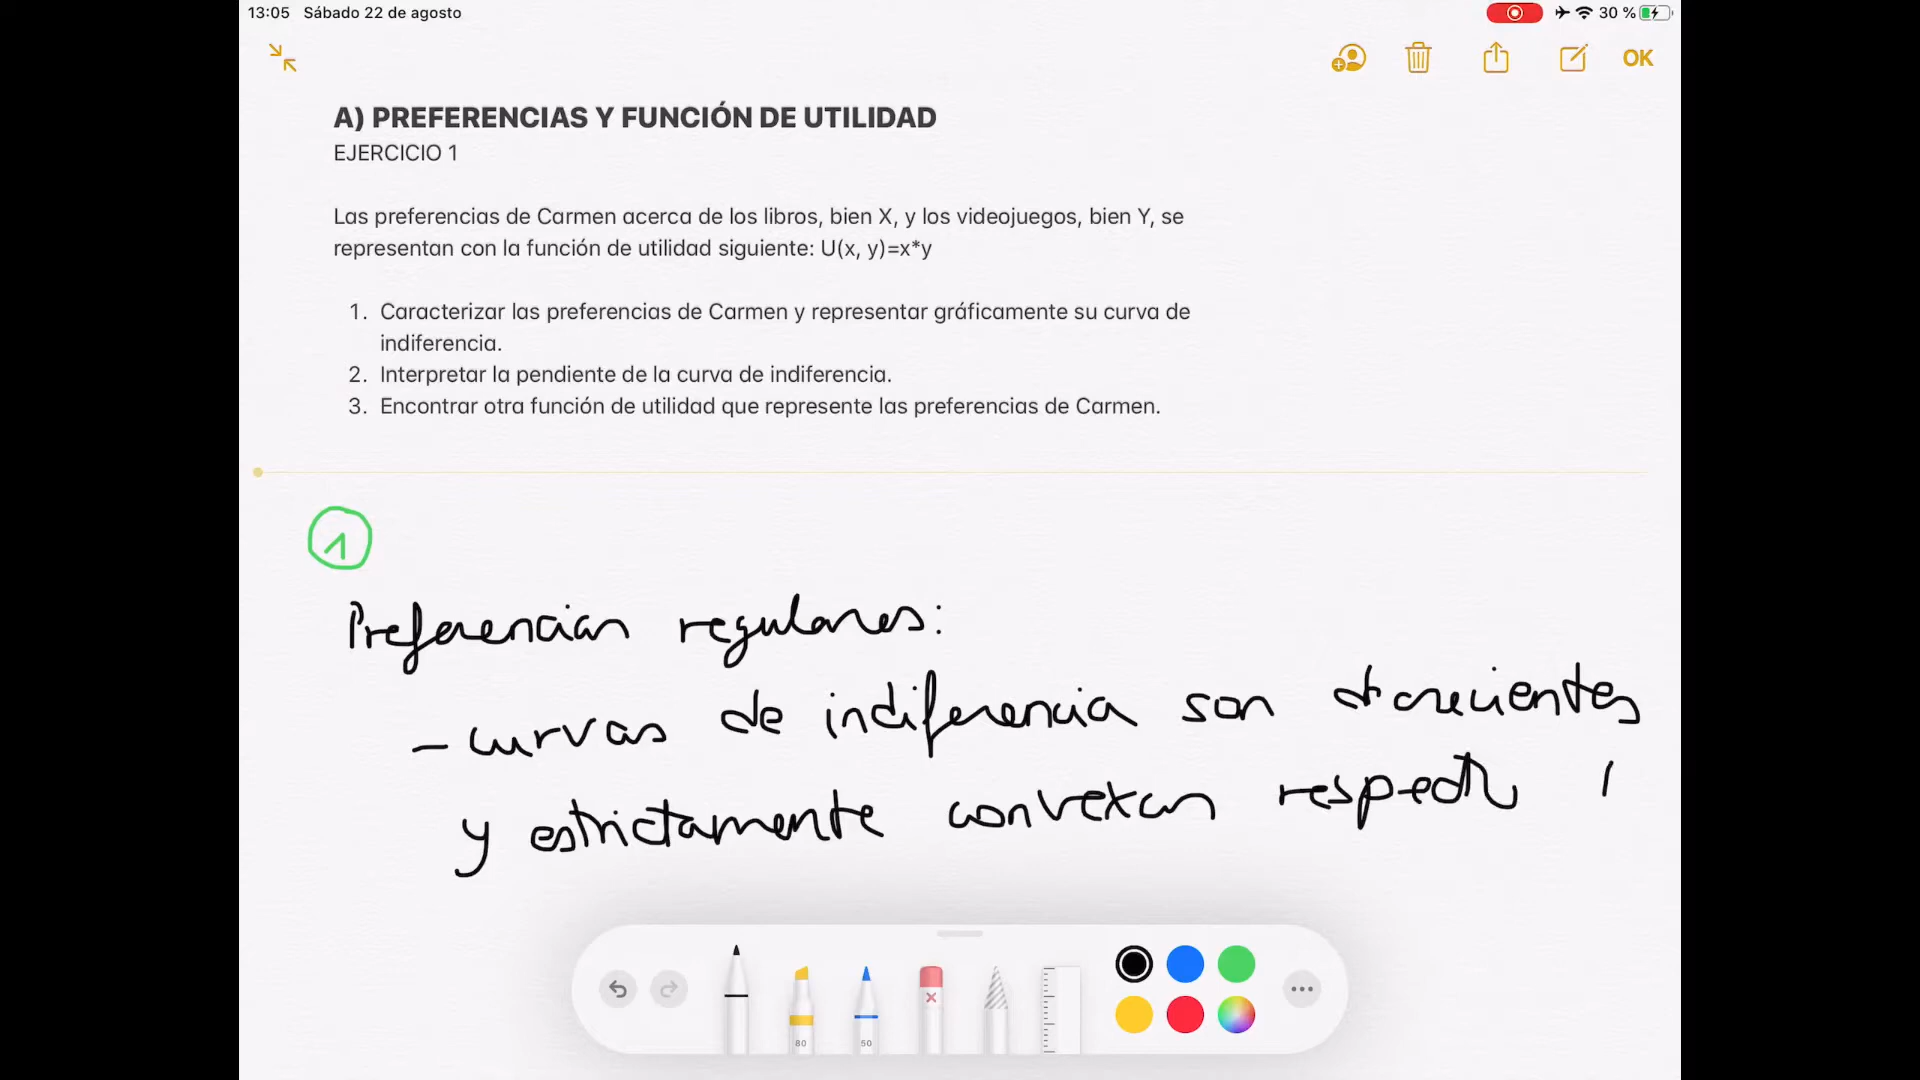 13:05 Sábado 22 de agosto
30 %
OK
A) PREFERENCIAS Y FUNCIÓN DE UTILIDAD
EJERCICIO 1
Las preferencias de Carmen acerca de los libros, bien X, y los videojuegos, bien Y, se
representan con la función de utilidad siguiente: U(x, y)=x*y
1. Caracterizar las preferencias de Carmen y representar gráficamente su curva de
indiferencia.
2. Interpretar la pendiente de la curva de indiferencia.
3. Encontrar otra función de utilidad que represente las preferencias de Carmen.
1
Preferencias regulares:
- curvas de indiferencia son decrecientes
y estrictamente convexas respecto
80
50